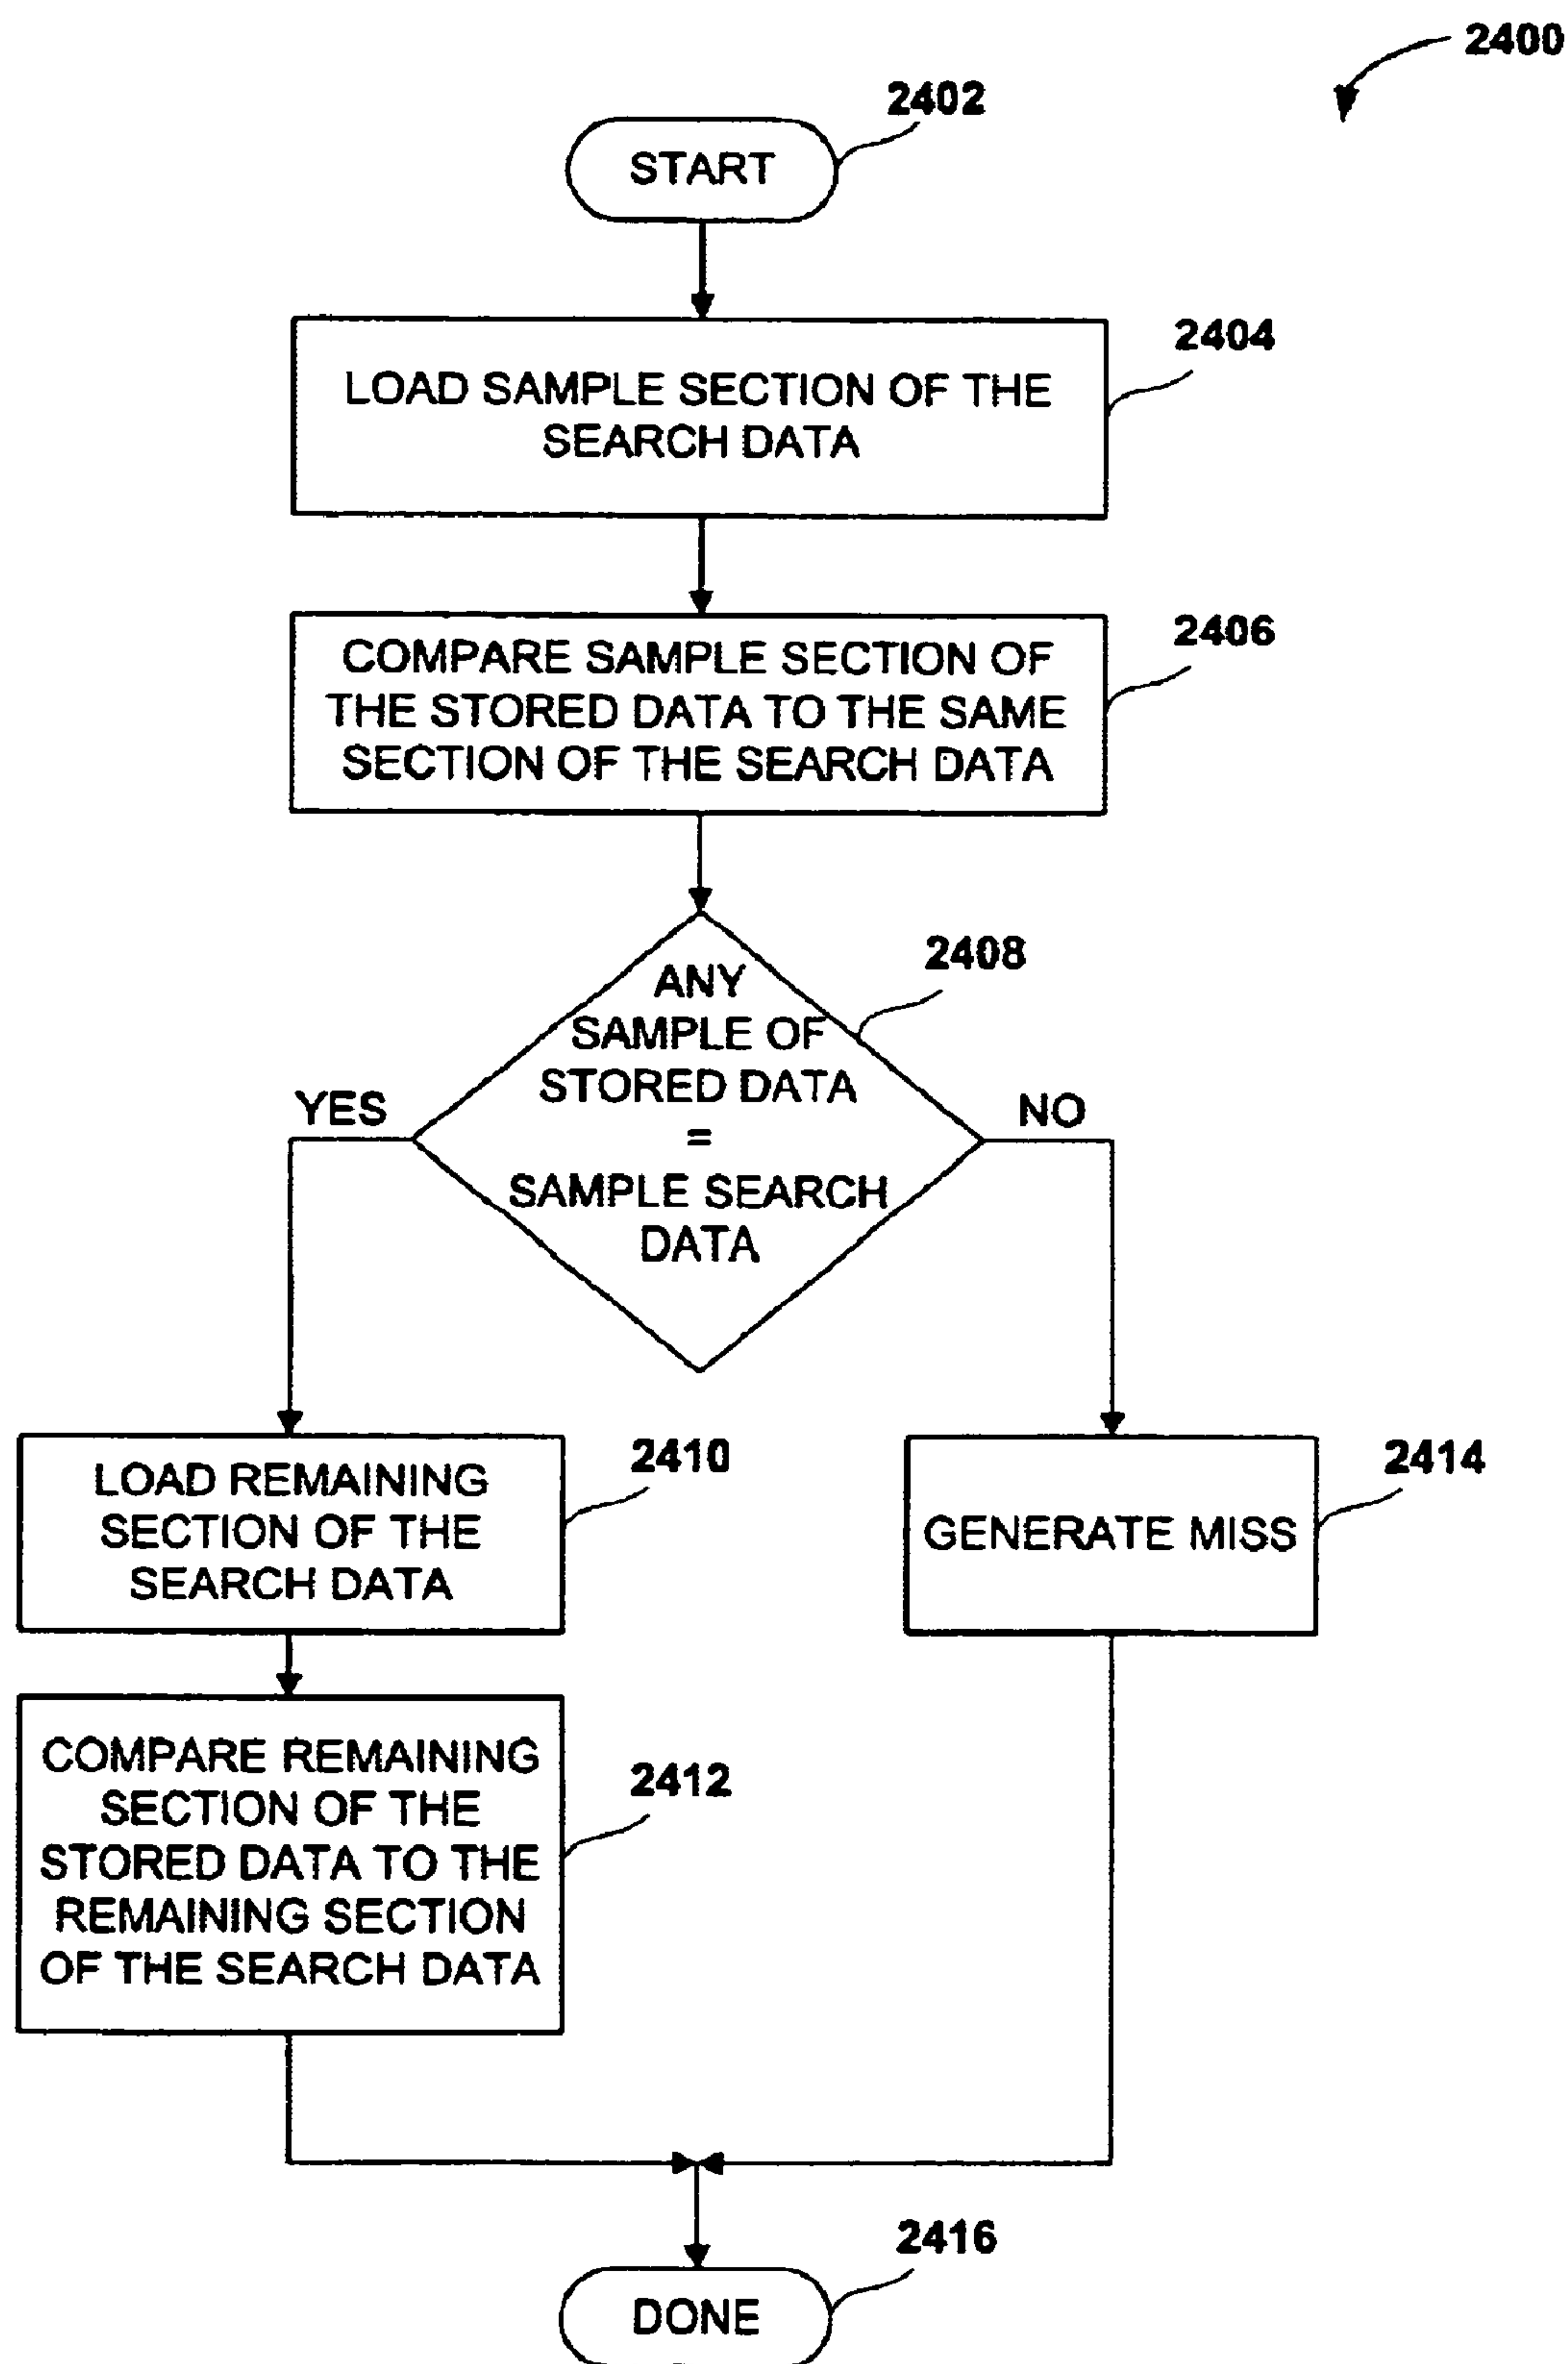 2400
2402
START
2404
LOAD SAMPLE SECTION OF THE
SEARCH DATA
2406
COMPARE SAMPLE SECTION OF
THE STORED DATA TO THE SAME
SECTION OF THE SEARCH DATA
2408
ANY
SAMPLE OF
STORED DATA
=
SAMPLE SEARCH
DATA
YES
NO
2410
LOAD REMAINING
SECTION OF THE
SEARCH DATA
2414
GENERATE MISS
2412
COMPARE REMAINING
SECTION OF THE
STORED DATA TO THE
REMAINING SECTION
OF THE SEARCH DATA
2416
DONE